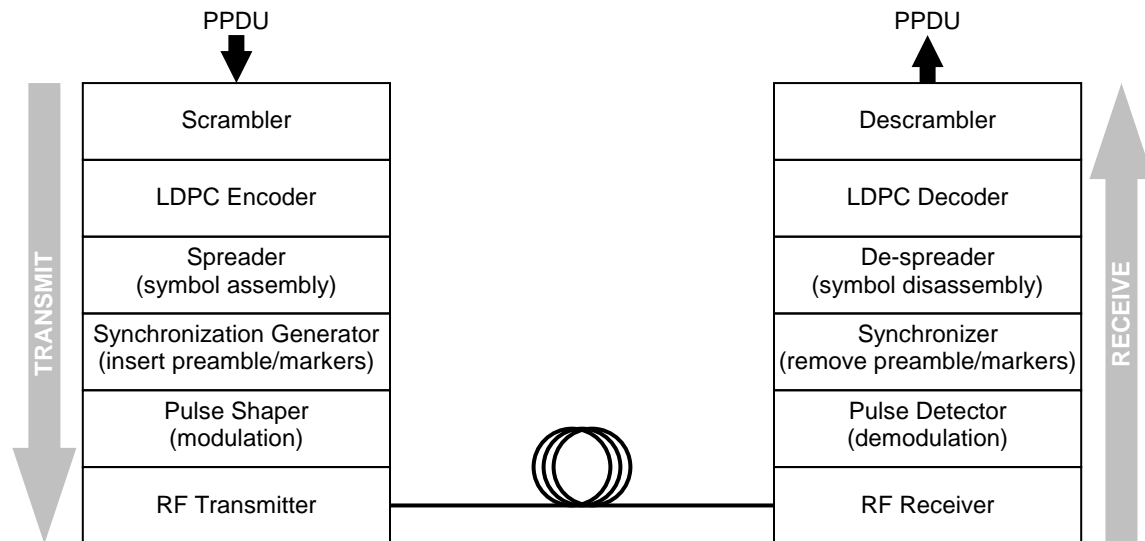 PPDU
Scrambler
LDPC Encoder
Spreader
(symbol assembly)
Synchronization Generator
(insert preamble/markers)
Pulse Shaper
(modulation)
RF Transmitter
TRANSMIT
PPDU
Descrambler
LDPC Decoder
De-spreader
(symbol disassembly)
Synchronizer
(remove preamble/markers)
Pulse Detector
(demodulation)
RF Receiver
RECEIVE